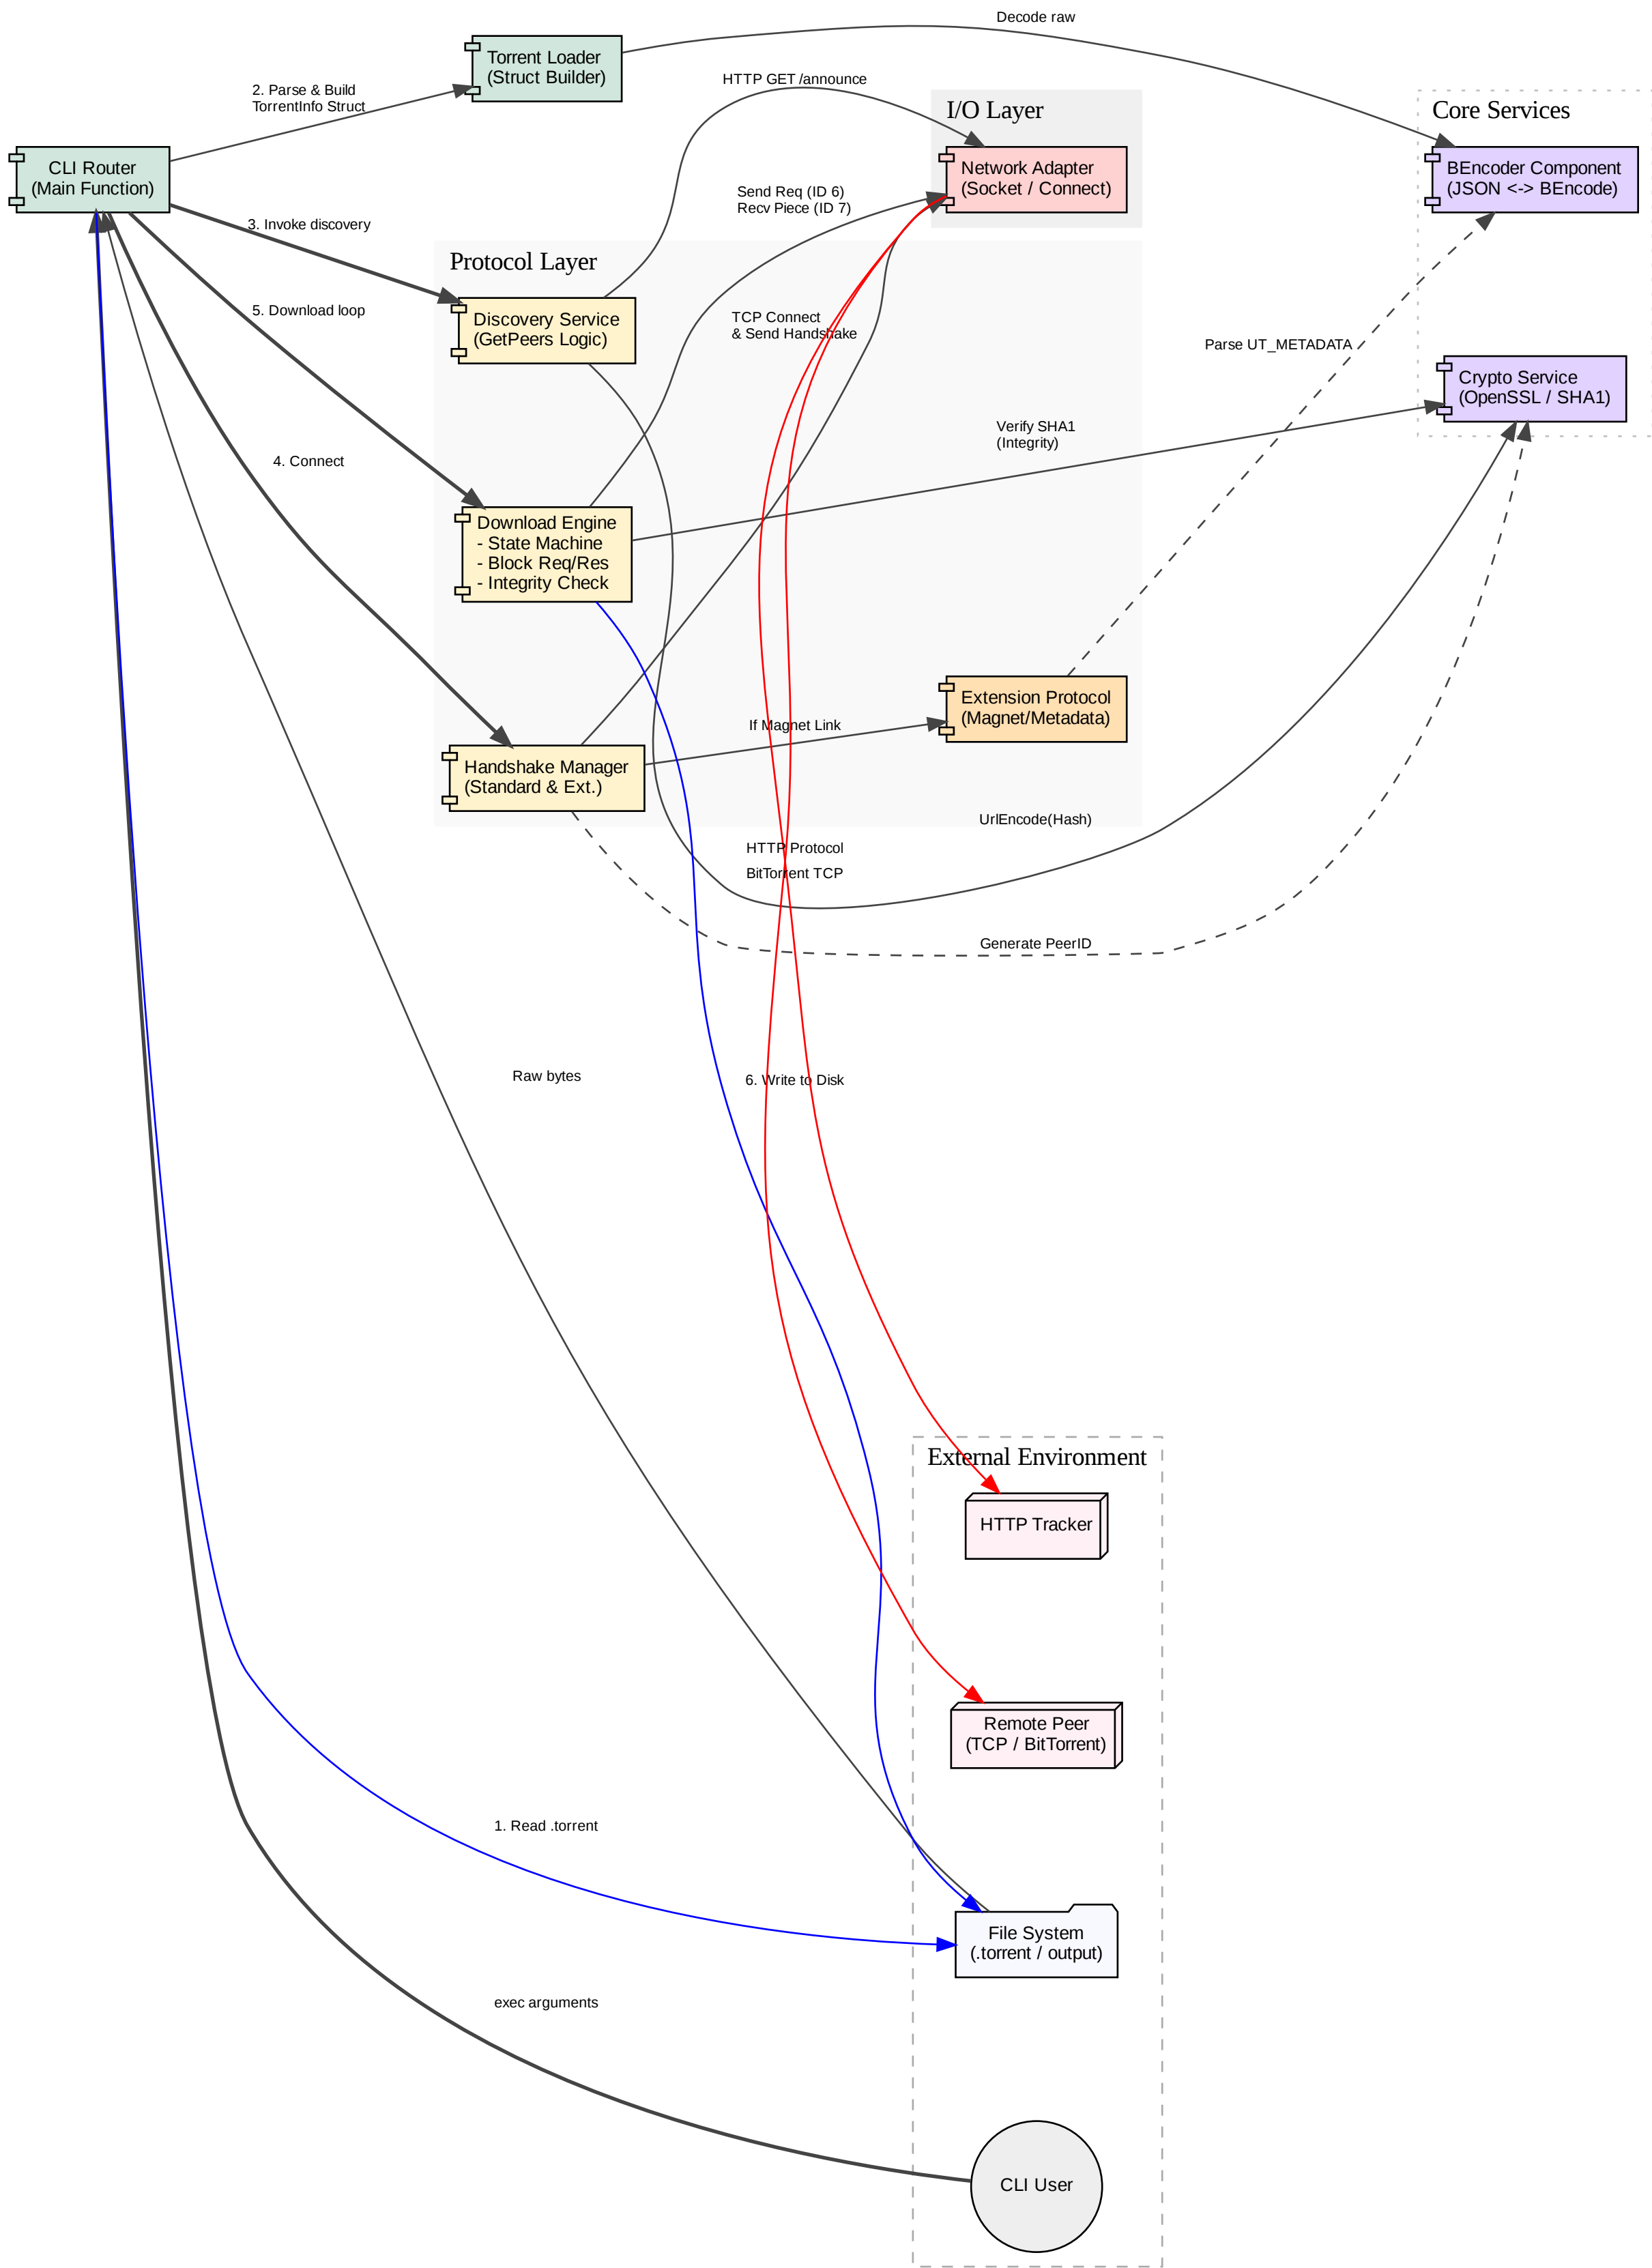 Decode raw
Torrent Loader
(Struct Builder)
HTTP GET /announce
2. Parse & Build
TorrentInfo Struct
I/O Layer
Core Services
CLI Router
(Main Function)
Network Adapter
(Socket / Connect)
BEncoder Component
(JSON <-> BEncode)
Send Req (ID 6)
Recv Piece (ID 7)
3. Invoke discovery
Protocol Layer
Discovery Service
(GetPeers Logic)
5. Download loop
TCP Connect
& Send Handshake
Parse UT_METADATA
Crypto Service
(OpenSSL / SHA1)
Verify SHA1
(Integrity)
4. Connect
Download Engine
- State Machine
- Block Req/Res
- Integrity Check
Extension Protocol
(Magnet/Metadata)
If Magnet Link
Handshake Manager
(Standard & Ext.)
UrlEncode(Hash)
HTTP Protocol
BitTorrent TCP
Generate PeerID
Raw bytes
6. Write to Disk
External Environment
HTTP Tracker
Remote Peer
(TCP / BitTorrent)
1. Read .torrent
File System
(.torrent / output)
exec arguments
CLI User